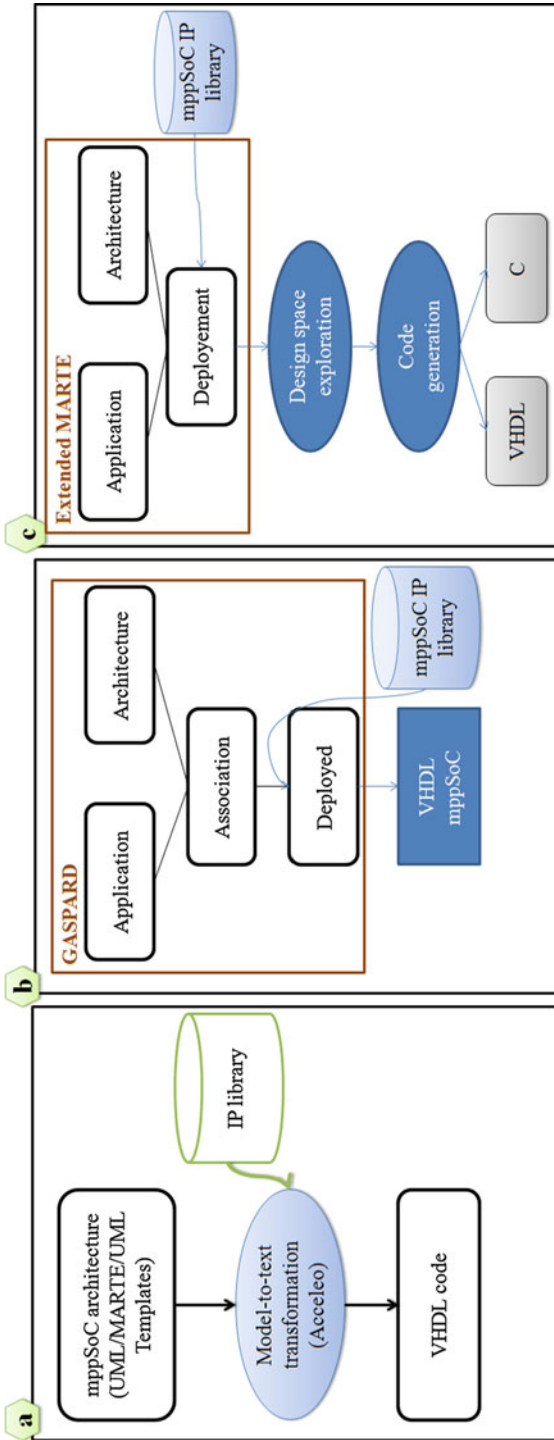 a
mppSoC architecture
(UML/MARTE/UML
Templates)
IP library
Model-to-text
transformation
(Acceleo)
VHDL code
b
GASPARD
Application
Architecture
Association
Deployed
mppSoC IP
library
VHDL
mppSoC
c
Extended MARTE
Application
Architecture
mppSoC IP
library
Deployement
Design space
exploration
Code
generation
VHDL
C